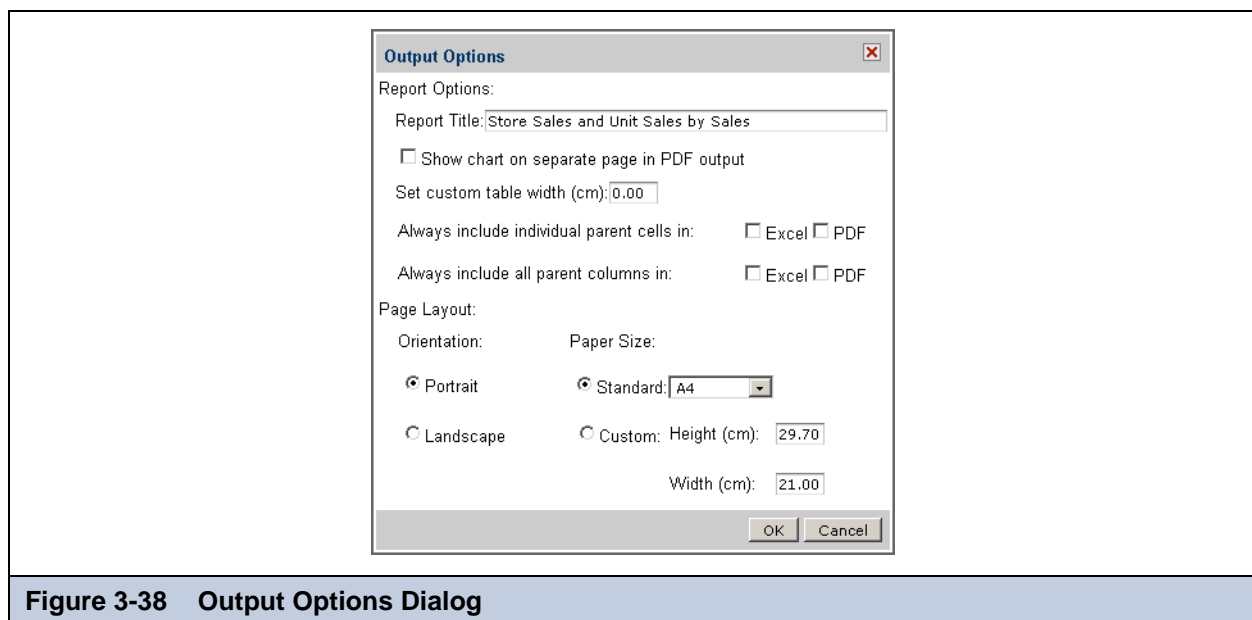 Output Options
Report Options:
Report Title: Store Sales and Unit Sales by Sales
Show chart on separate page in PDF output
Set custom table width (cm): 0.00
Always include individual parent cells in: Excel PDF
Always include all parent columns in: Excel PDF
Page Layout:
Orientation: Paper Size:
Portrait Standard: A4
Landscape Custom: Height (cm): 29.70
Width (cm): 21.00
OK Cancel
Figure 3-38 Output Options Dialog